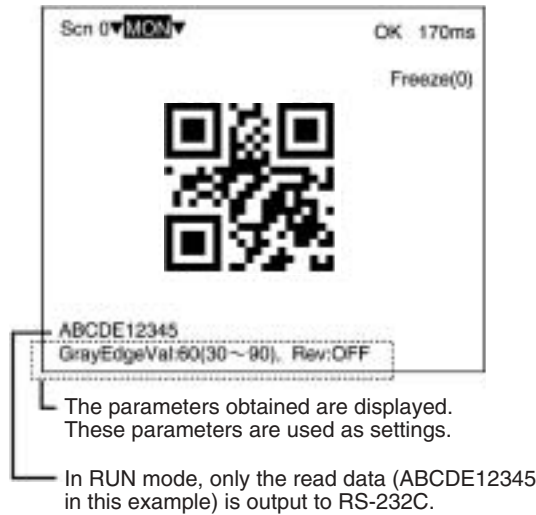 Scn 0▼MON▼ OK 170ms
Freeze(0)
ABCDE12345
GrayEdgeVal:60(30~90), Rev:OFF
The parameters obtained are displayed.
These parameters are used as settings.
In RUN mode, only the read data (ABCDE12345
in this example) is output to RS-232C.